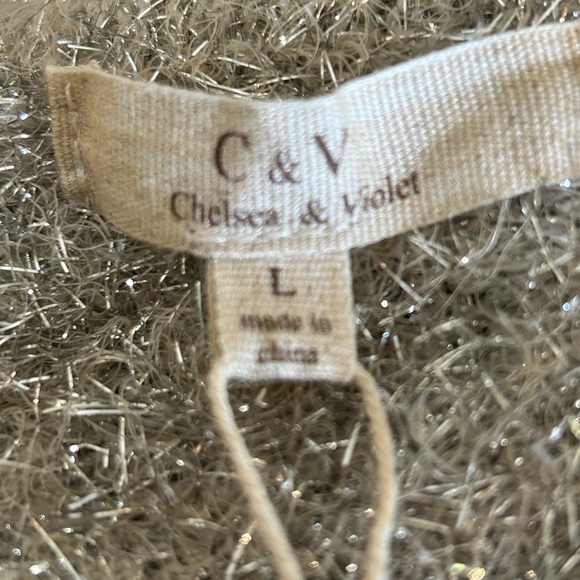 C & V
Chelsea & Violet
L
made in
china